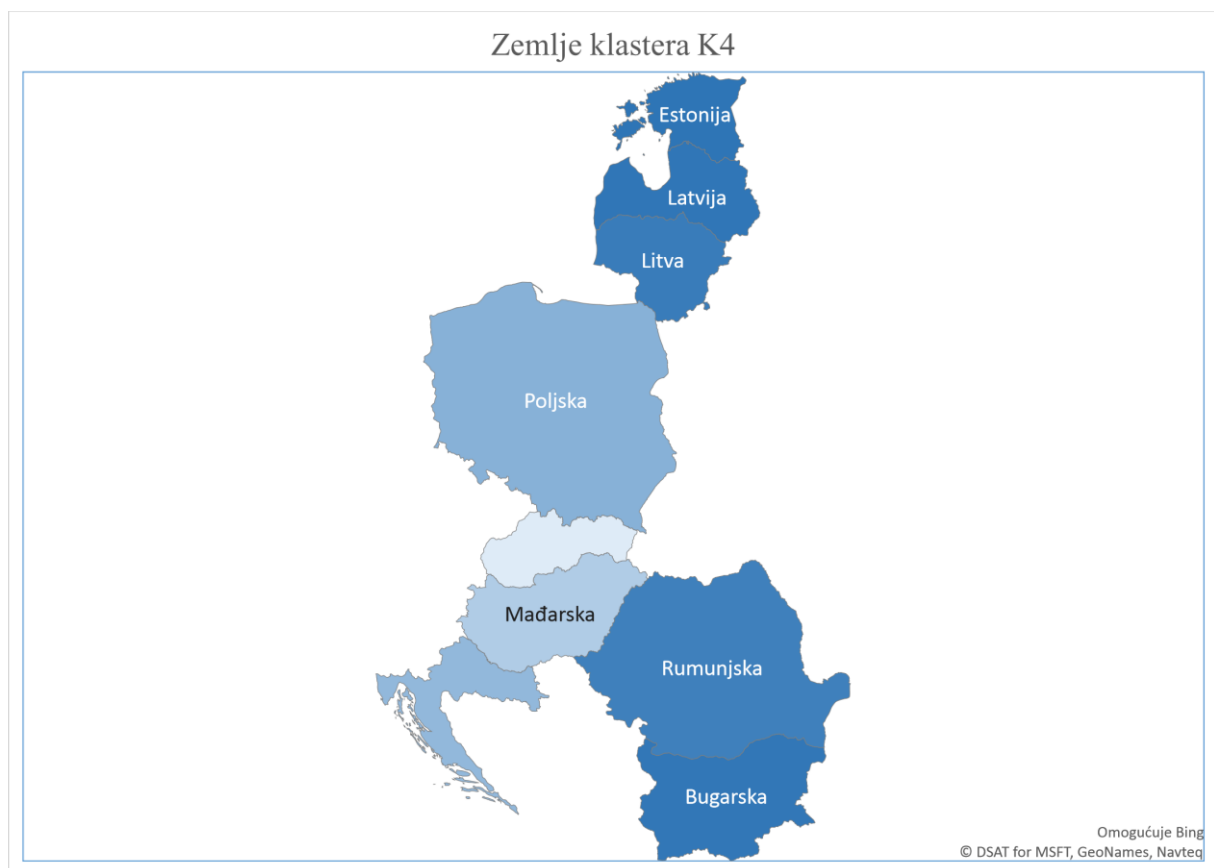 Zemlje klastera K4
Estonija
Latvija
Litva
Poljska
Mađarska
Rumunjska
Bugarska
Omogućuje Bing
© DSAT for MSFT, GeoNames, Navteq